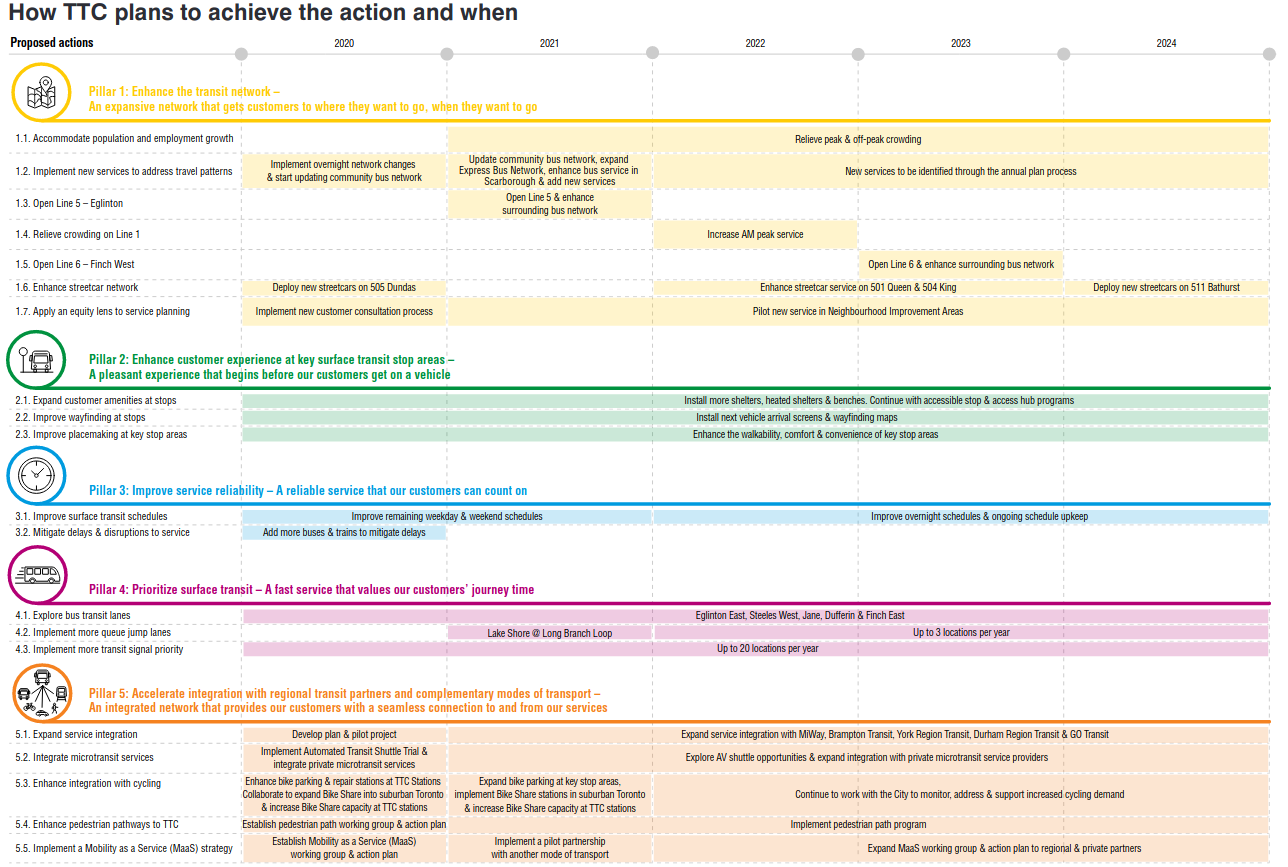 How TTC plans to achieve the action and when
Proposed actions
2020
2021
2022
2023
2024
Pillar 1: Enhance the transit network –
An expansive network that gets customers to where they want to go, when they want to go
1.1. Accommodate population and employment growth
Relieve peak & off-peak crowding
1.2. Implement new services to address travel patterns
Implement overnight network changes
& start updating community bus network
Update community bus network, expand
Express Bus Network, enhance bus service in
Scarborough & add new services
New services to be identified through the annual plan process
1.3. Open Line 5 – Eglinton
Open Line 5 & enhance
surrounding bus network
1.4. Relieve crowding on Line 1
Increase AM peak service
1.5. Open Line 6 – Finch West
Open Line 6 & enhance surrounding bus network
1.6. Enhance streetcar network
Deploy new streetcars on 505 Dundas
Enhance streetcar service on 501 Queen & 504 King
Deploy new streetcars on 511 Bathurst
1.7. Apply an equity lens to service planning
Implement new customer consultation process
Pilot new service in Neighbourhood Improvement Areas
Pillar 2: Enhance customer experience at key surface transit stop areas –
A pleasant experience that begins before our customers get on a vehicle
2.1. Expand customer amenities at stops
Install more shelters, heated shelters & benches. Continue with accessible stop & access hub programs
2.2. Improve wayfinding at stops
Install next vehicle arrival screens & wayfinding maps
2.3. Improve placemaking at key stop areas
Enhance the walkability, comfort & convenience of key stop areas
Pillar 3: Improve service reliability – A reliable service that our customers can count on
3.1. Improve surface transit schedules
Improve remaining weekday & weekend schedules
Improve overnight schedules & ongoing schedule upkeep
3.2. Mitigate delays & disruptions to service
Add more buses & trains to mitigate delays
Pillar 4: Prioritize surface transit – A fast service that values our customers' journey time
4.1. Explore bus transit lanes
Eglinton East, Steeles West, Jane, Dufferin & Finch East
4.2. Implement more queue jump lanes
Lake Shore @ Long Branch Loop
Up to 3 locations per year
4.3. Implement more transit signal priority
Up to 20 locations per year
Pillar 5: Accelerate integration with regional transit partners and complementary modes of transport –
An integrated network that provides our customers with a seamless connection to and from our services
5.1. Expand service integration
Develop plan & pilot project
Expand service integration with MiWay, Brampton Transit, York Region Transit, Durham Region Transit & GO Transit
5.2. Integrate microtransit services
Implement Automated Transit Shuttle Trial &
integrate private microtransit services
Explore AV shuttle opportunities & expand integration with private microtransit service providers
5.3. Enhance integration with cycling
Enhance bike parking & repair stations at TTC Stations
Collaborate to expand Bike Share into suburban Toronto
& increase Bike Share capacity at TTC stations
Expand bike parking at key stop areas,
implement Bike Share stations in suburban Toronto
& increase Bike Share capacity at TTC stations
Continue to work with the City to monitor, address & support increased cycling demand
5.4. Enhance pedestrian pathways to TTC
Establish pedestrian path working group & action plan
Implement pedestrian path program
5.5. Implement a Mobility as a Service (MaaS) strategy
Establish Mobility as a Service (MaaS)
working group & action plan
Implement a pilot partnership
with another mode of transport
Expand MaaS working group & action plan to regional & private partners